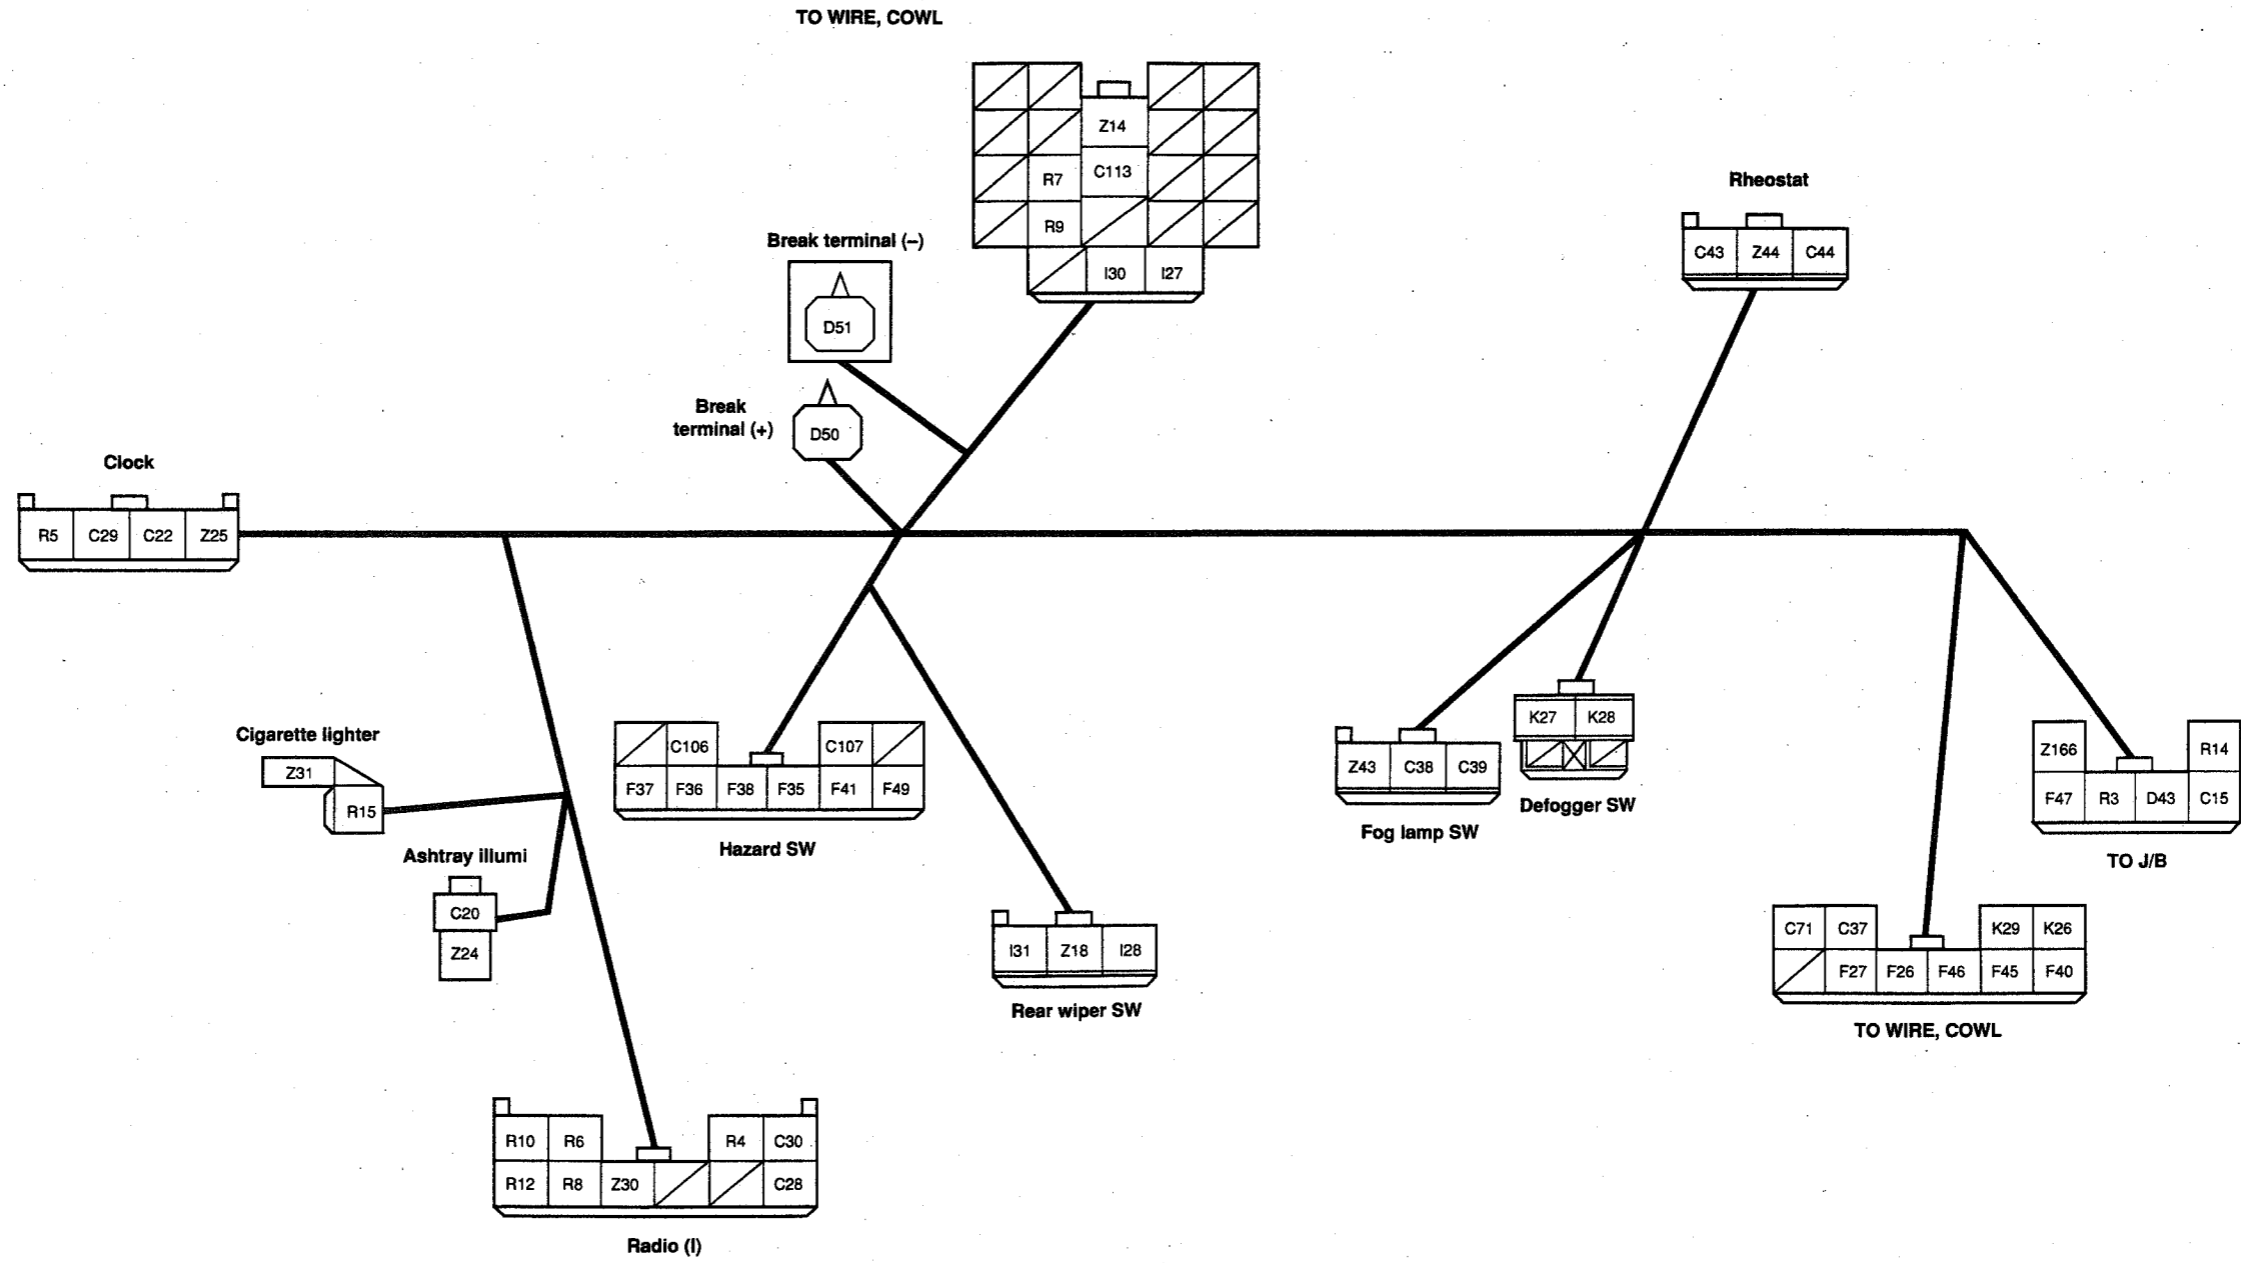 TO WIRE, COWL
Z14
C113
R7
R9
I30 I27
Rheostat
C43 Z44 C44
Break terminal (–)
D51
Break
terminal (+)
D50
Clock
R5 C29 C22 Z25
Cigarette lighter
Z31
R15
Ashtray illumi
C20
Z24
C106 C107
F37 F36 F38 F35 F41 F49
Hazard SW
I31 Z18 I28
Rear wiper SW
Z43 C38 C39
Fog lamp SW
K27 K28
Defogger SW
Z166 R14
F47 R3 D43 C15
TO J/B
C71 C37 K29 K26
F27 F26 F46 F45 F40
TO WIRE, COWL
R10 R6 R4 C30
R12 R8 Z30 C28
Radio (I)